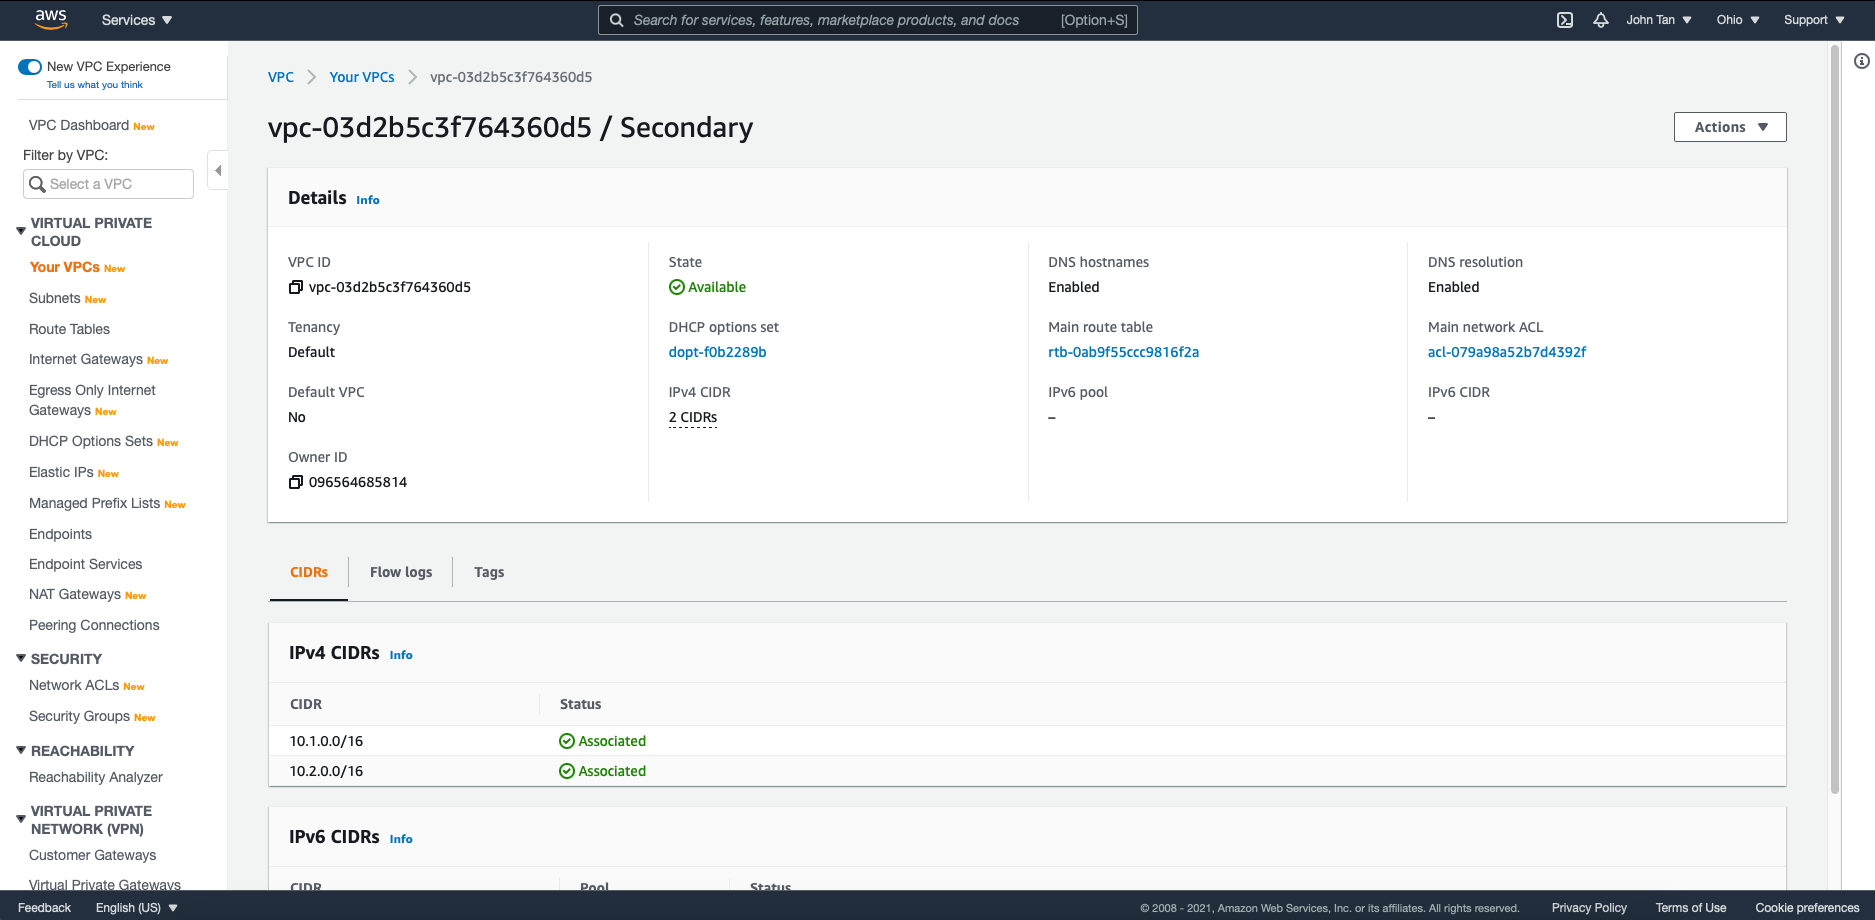 aws
Services
Search for services, features, marketplace products, and docs [Option+S]
John Tan
Ohio
Support
New VPC Experience
Tell us what you think
VPC Dashboard New
Filter by VPC:
Select a VPC
VIRTUAL PRIVATE
CLOUD
Your VPCs New
Subnets New
Route Tables
Internet Gateways New
Egress Only Internet
Gateways New
DHCP Options Sets New
Elastic IPs New
Managed Prefix Lists New
Endpoints
Endpoint Services
NAT Gateways New
Peering Connections
SECURITY
Network ACLs New
Security Groups New
REACHABILITY
Reachability Analyzer
VIRTUAL PRIVATE
NETWORK (VPN)
Customer Gateways
Virtual Private Gateways
VPC Your VPCs vpc-03d2b5c3f764360d5
vpc-03d2b5c3f764360d5 / Secondary
Actions
Details Info
VPC ID
vpc-03d2b5c3f764360d5
State
Available
DNS hostnames
Enabled
DNS resolution
Enabled
Tenancy
Default
DHCP options set
dopt-f0b2289b
Main route table
rtb-0ab9f55ccc9816f2a
Main network ACL
acl-079a98a52b7d4392f
Default VPC
No
IPv4 CIDR
2 CIDRs
IPv6 pool
–
IPv6 CIDR
–
Owner ID
096564685814
CIDRs Flow logs Tags
IPv4 CIDRs Info
CIDR Status
10.1.0.0/16 Associated
10.2.0.0/16 Associated
IPv6 CIDRs Info
CIDR Pool Status
Feedback English (US)
© 2008 - 2021, Amazon Web Services, Inc. or its affiliates. All rights reserved. Privacy Policy Terms of Use Cookie preferences